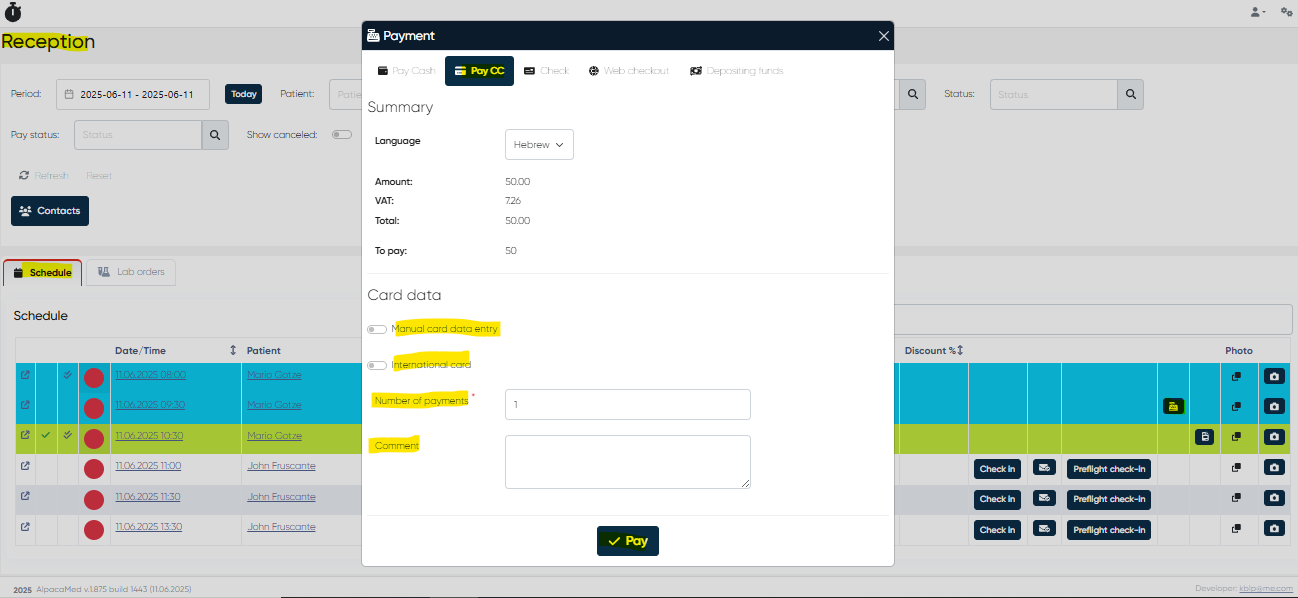 Reception
Period: 2025-06-11 - 2025-06-11 Today Patient: Patie Status: Status
Pay status: Status Show canceled:
Refresh Reset
Contacts
Schedule Lab orders
Schedule
Date/Time Patient Discount % Photo
11.06.2025 08:00 Mario Gotze
11.06.2025 09:30 Mario Gotze
11.06.2025 10:30 Mario Gotze
11.06.2025 11:00 John Fruscante Check in Preflight check-in
11.06.2025 11:30 John Fruscante Check in Preflight check-in
11.06.2025 13:30 John Fruscante Check in Preflight check-in
Payment
Pay Cash Pay CC Check Web checkout Depositing funds
Summary
Language Hebrew
Amount: 50.00
VAT: 7.26
Total: 50.00
To pay: 50
Card data
Manual card data entry
International card
Number of payments * 1
Comment
Pay
2025 AlpacaMed v.1.875 build 1443 (11.06.2025) Developer: kblp@me.com